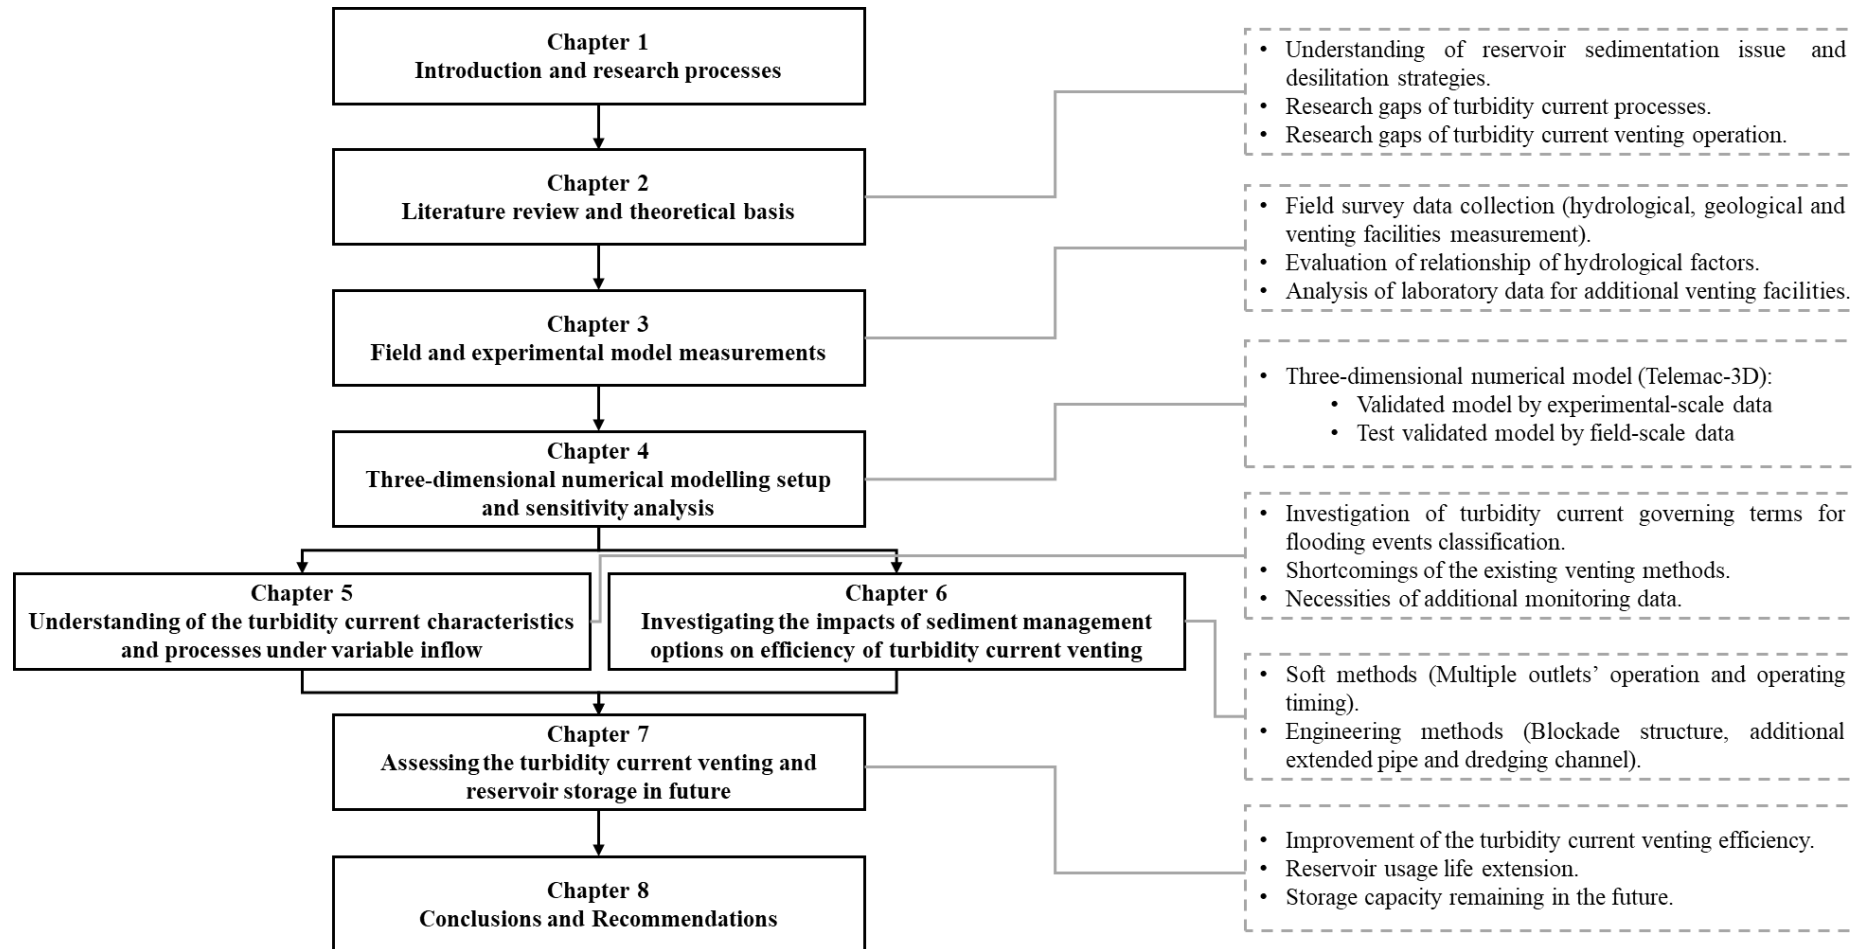 Chapter 1
Introduction and research processes
Chapter 2
Literature review and theoretical basis
Chapter 3
Field and experimental model measurements
Chapter 4
Three-dimensional numerical modelling setup
and sensitivity analysis
Chapter 5
Understanding of the turbidity current characteristics
and processes under variable inflow
Chapter 6
Investigating the impacts of sediment management
options on efficiency of turbidity current venting
Chapter 7
Assessing the turbidity current venting and
reservoir storage in future
Chapter 8
Conclusions and Recommendations
• Understanding of reservoir sedimentation issue and
desilitation strategies.
• Research gaps of turbidity current processes.
• Research gaps of turbidity current venting operation.
• Field survey data collection (hydrological, geological and
venting facilities measurement).
• Evaluation of relationship of hydrological factors.
• Analysis of laboratory data for additional venting facilities.
• Three-dimensional numerical model (Telemac-3D):
• Validated model by experimental-scale data
• Test validated model by field-scale data
• Investigation of turbidity current governing terms for
flooding events classification.
• Shortcomings of the existing venting methods.
• Necessities of additional monitoring data.
• Soft methods (Multiple outlets’ operation and operating
timing).
• Engineering methods (Blockade structure, additional
extended pipe and dredging channel).
• Improvement of the turbidity current venting efficiency.
• Reservoir usage life extension.
• Storage capacity remaining in the future.